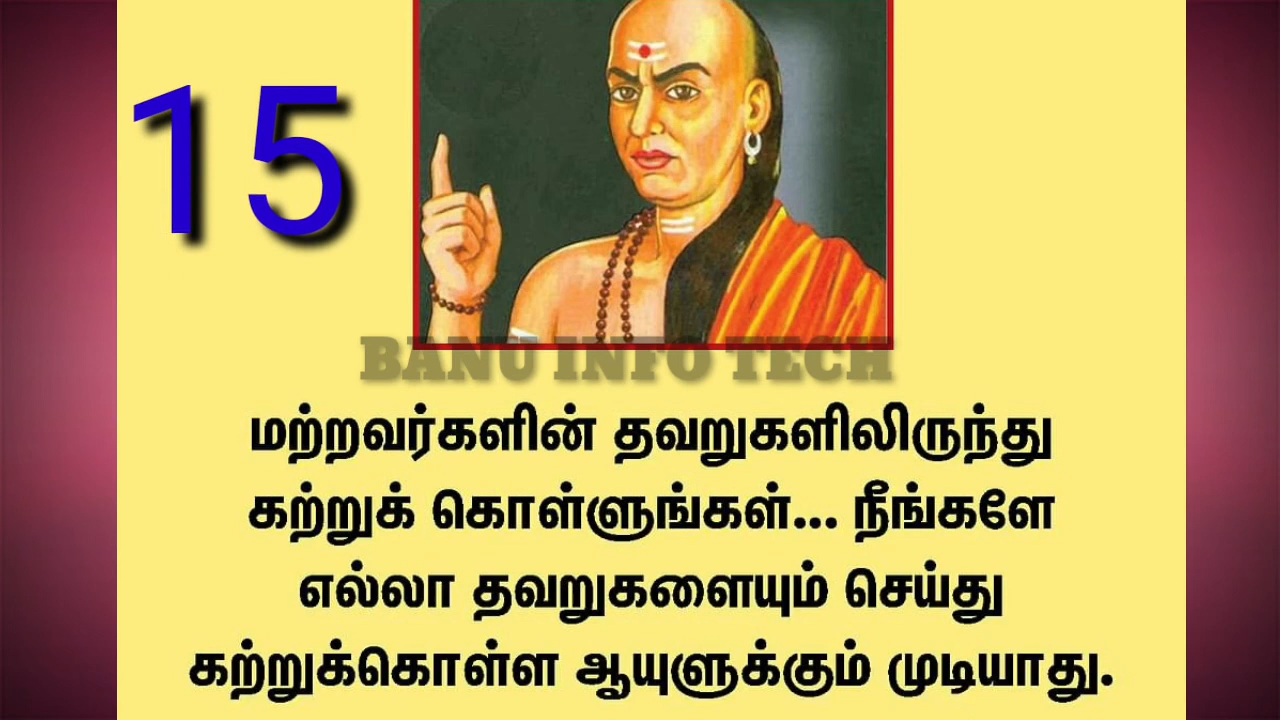 15
BANU INFO TECH
மற்றவர்களின் தவறுகளிலிருந்து
கற்றுக் கொள்ளுங்கள்... நீங்களே
எல்லா தவறுகளையும் செய்து
கற்றுக்கொள்ள ஆயுளுக்கும் முடியாது.